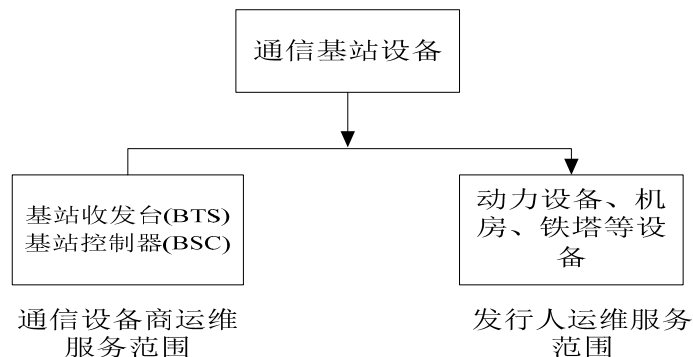 通信基站设备
基站收发台(BTS)
基站控制器(BSC)
动力设备、机
房、铁塔等设
备
通信设备商运维
服务范围
发行人运维服务
范围